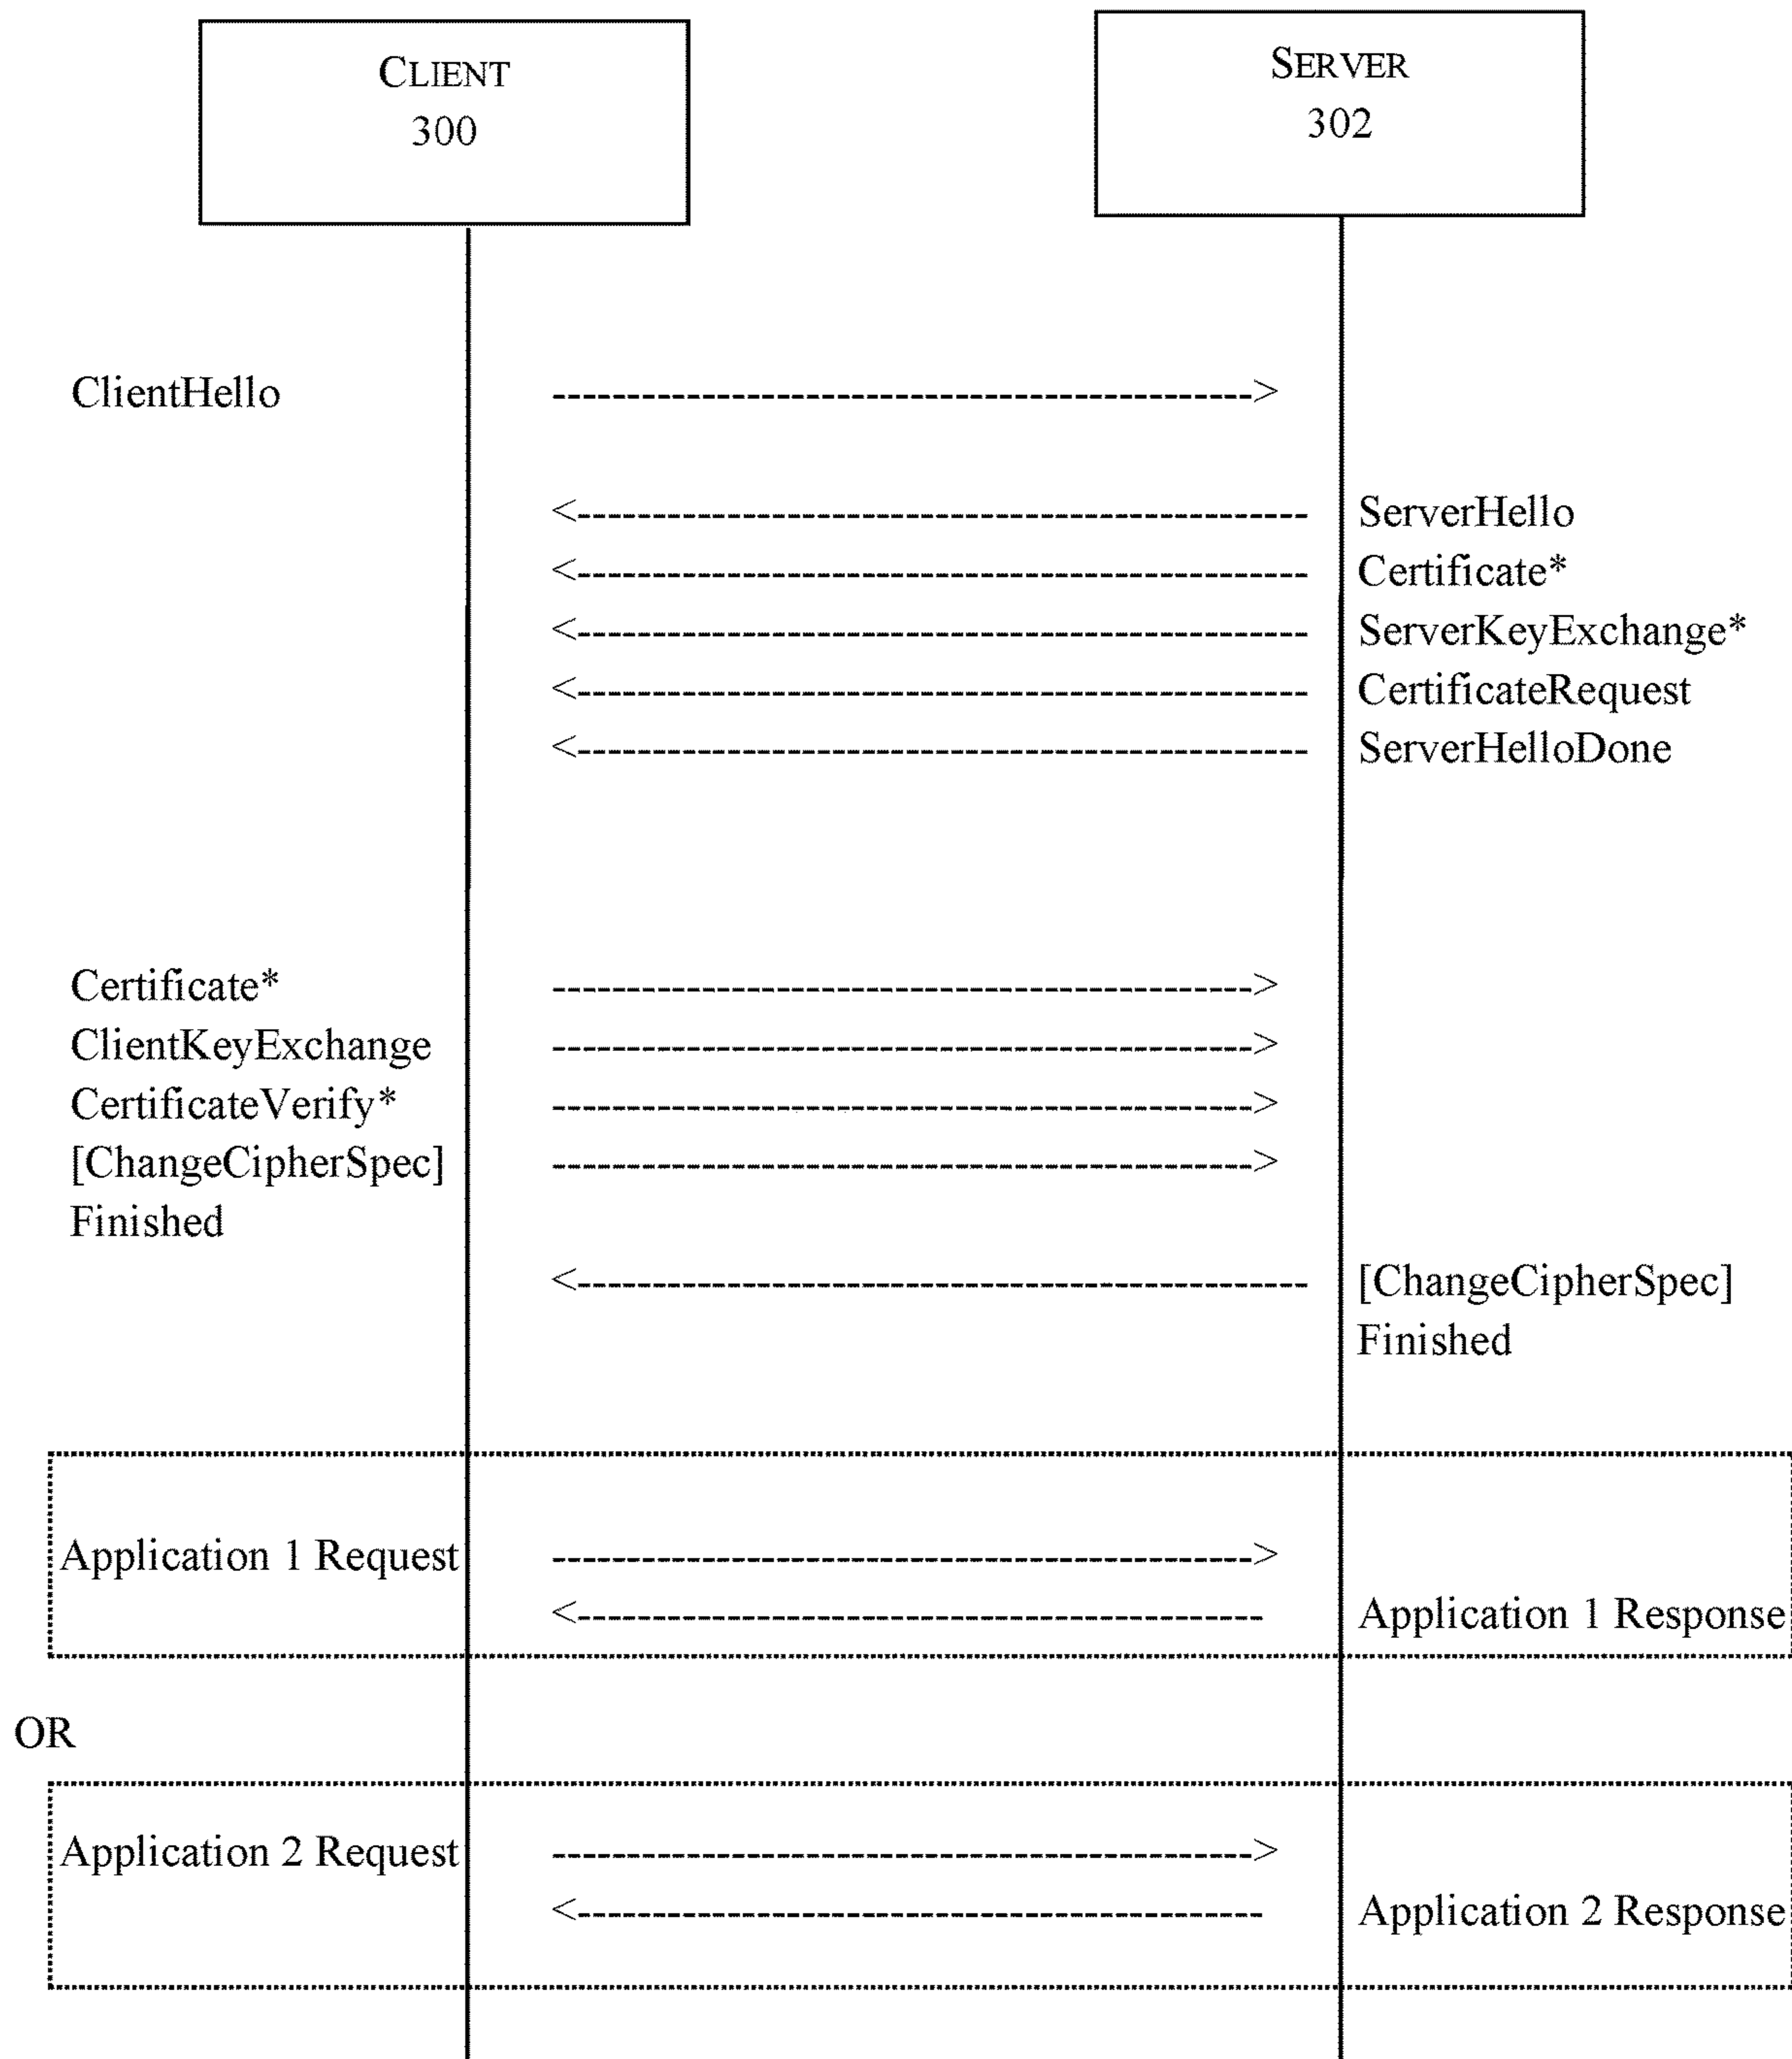 CLIENT
300
SERVER
302
ClientHello
ServerHello
Certificate*
ServerKeyExchange*
CertificateRequest
ServerHelloDone
Certificate*
ClientKeyExchange
CertificateVerify*
[ChangeCipherSpec]
Finished
[ChangeCipherSpec]
Finished
Application 1 Request
Application 1 Response
OR
Application 2 Request
Application 2 Response